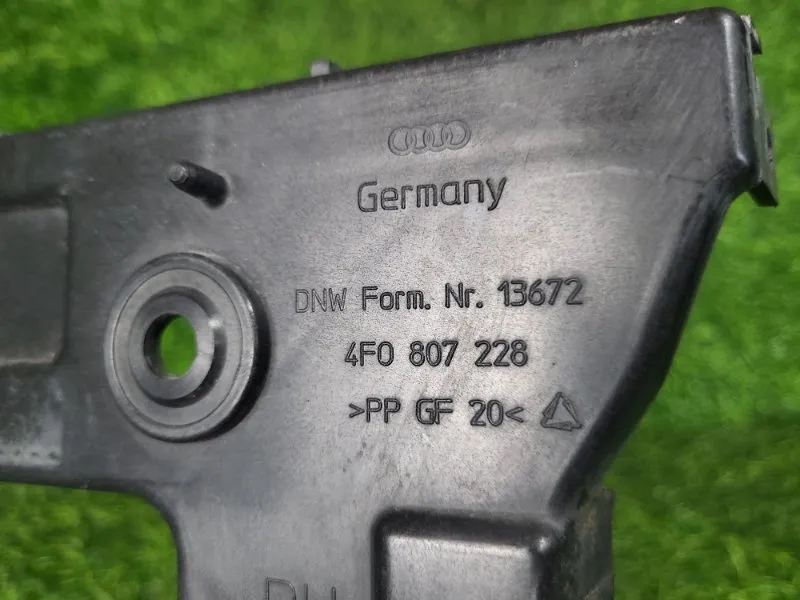 Germany
DNW Form. Nr. 13672
4F0 807 228
>PP GF 20<